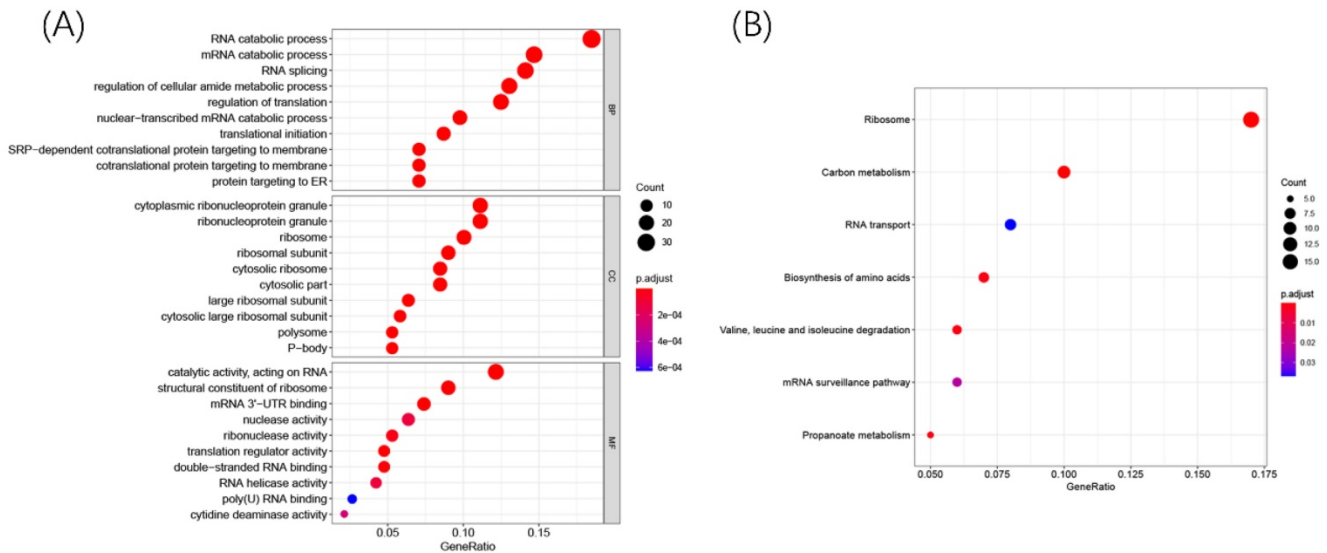 (A)
RNA catabolic process
mRNA catabolic process
RNA splicing
regulation of cellular amide metabolic process
regulation of translation
nuclear-transcribed mRNA catabolic process
translational initiation
SRP-dependent cotranslational protein targeting to membrane
cotranslational protein targeting to membrane
protein targeting to ER
BP
cytoplasmic ribonucleoprotein granule
ribonucleoprotein granule
ribosome
ribosomal subunit
cytosolic ribosome
cytosolic part
large ribosomal subunit
cytosolic large ribosomal subunit
polysome
P-body
CC
catalytic activity, acting on RNA
structural constituent of ribosome
mRNA 3'-UTR binding
nuclease activity
ribonuclease activity
translation regulator activity
double-stranded RNA binding
RNA helicase activity
poly(U) RNA binding
cytidine deaminase activity
MF
0.05 0.10 0.15
GeneRatio
Count
10
20
30
p.adjust
2e-04
4e-04
6e-04
(B)
Ribosome
Carbon metabolism
RNA transport
Biosynthesis of amino acids
Valine, leucine and isoleucine degradation
mRNA surveillance pathway
Propanoate metabolism
0.050 0.075 0.100 0.125 0.150 0.175
GeneRatio
Count
5.0
7.5
10.0
12.5
15.0
p.adjust
0.01
0.02
0.03